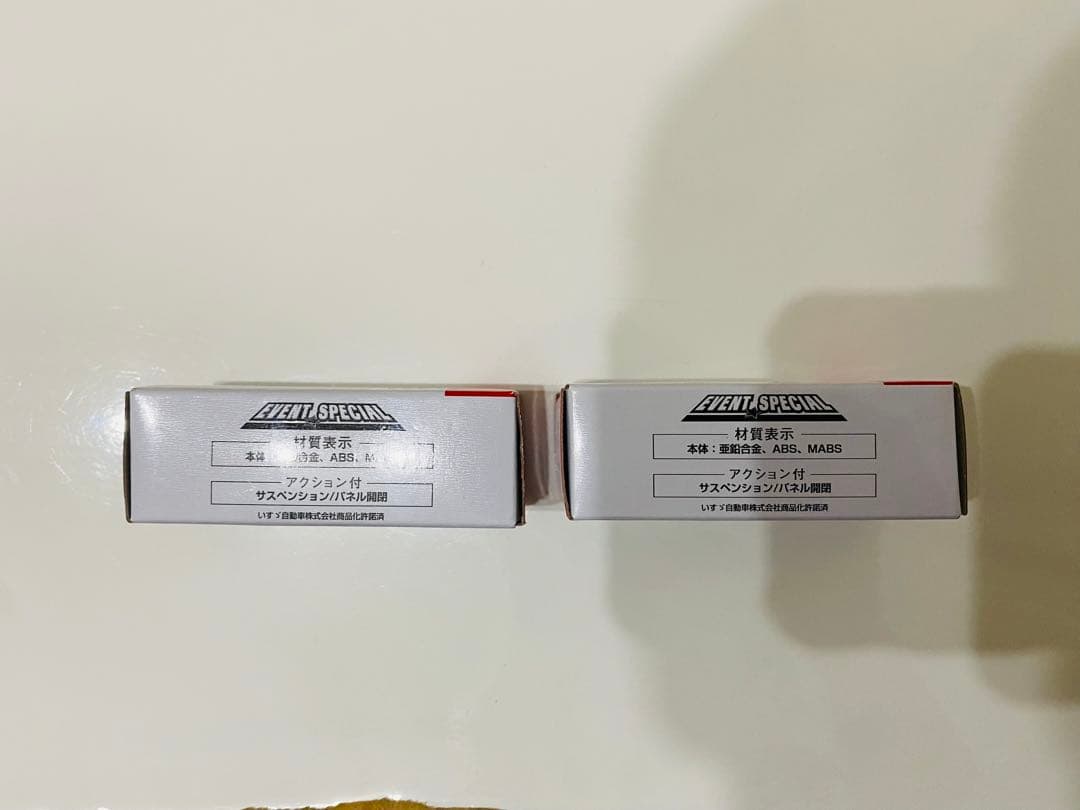 EVENT SPECIAL
材質表示
本体 合金、ABS、M
アクション付
サスペンション/パネル開閉
いすゞ自動車株式会社商品化許諾済
EVENT SPECIAL
材質表示
本体：亜鉛合金、ABS、MABS
アクション付
サスペンション/パネル開閉
いすゞ自動車株式会社商品化許諾済